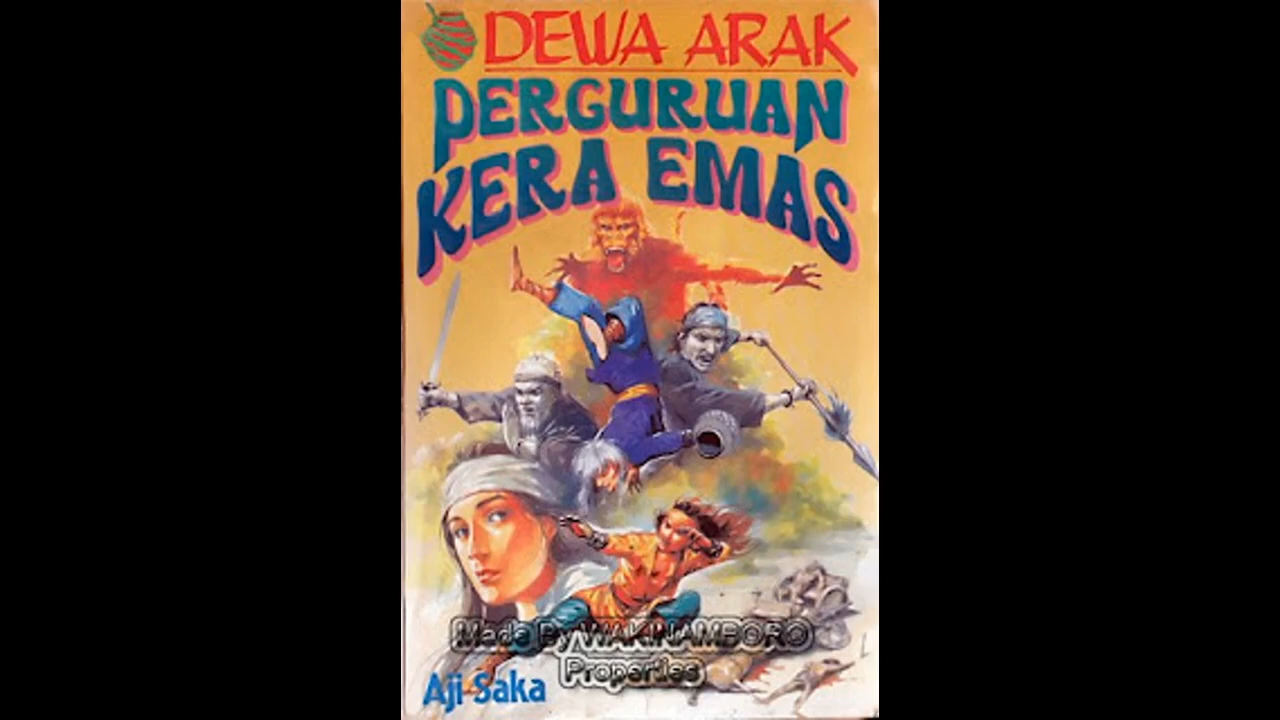 DEWA ARAK
PERGURUAN
KERA EMAS
Made By WAKINAMBORO
Properties
Aji Saka